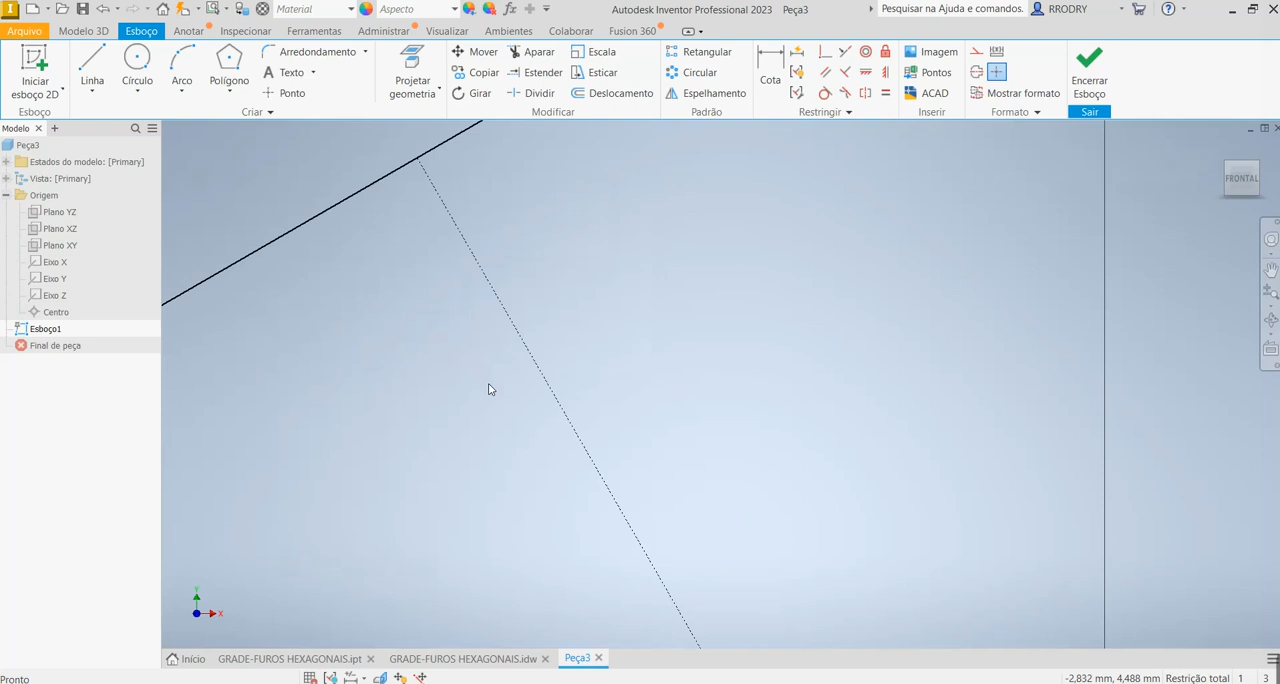 Material Aspecto fx Autodesk Inventor Professional 2023 Peça3 Pesquisar na Ajuda e comandos. RRODRY
Arquivo Modelo 3D Esboço Anotar Inspecionar Ferramentas Administrar Visualizar Ambientes Colaborar Fusion 360
Iniciar esboço 2D
Linha
Círculo
Arco
Polígono
Arredondamento
Texto
Ponto
Projetar geometria
Mover Aparar Escala
Copiar Estender Esticar
Girar Dividir Deslocamento
Retangular
Circular
Espelhamento
Cota
Imagem
Pontos
ACAD
Mostrar formato
Encerrar Esboço
Esboço Criar Modificar Padrão Restringir Inserir Formato Sair
Modelo
Peça3
Estados do modelo: [Primary]
Vista: [Primary]
Origem
Plano YZ
Plano XZ
Plano XY
Eixo X
Eixo Y
Eixo Z
Centro
Esboço1
Final de peça
FRONTAL
Y
X
Início GRADE-FUROS HEXAGONAIS.ipt GRADE-FUROS HEXAGONAIS.idw Peça3
Pronto -2,832 mm, 4,488 mm Restrição total 1 3